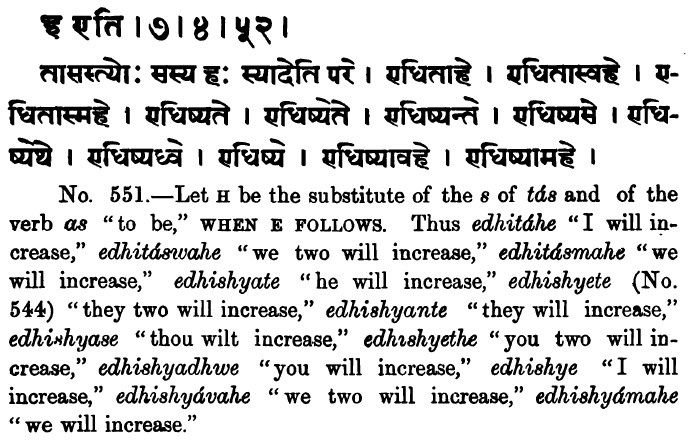 ह एति । ७ । ४ । ५२ ।
तासस्त्योः सस्य हः स्यादेति परे । एधिताहे । एधितास्वहे । ए-
धितास्महे । एधिष्यते । एधिष्येते । एधिष्यन्ते । एधिष्यसे । एधि-
ष्येथे । एधिष्यध्वे । एधिष्ये । एधिष्यावहे । एधिष्यामहे ।
No. 551.—Let H be the substitute of the s of tás and of the
verb as “to be,” WHEN E FOLLOWS. Thus edhitáhe “I will in-
crease,” edhitáswahe “we two will increase,” edhitásmahe “we
will increase,” edhishyate “he will increase,” edhishyete (No.
544) “they two will increase,” edhishyante “they will increase,”
edhishyase “thou wilt increase,” edhishyethe “you two will in-
crease,” edhishyadhwe “you will increase,” edhishye “I will
increase,” edhishyávahe “we two will increase,” edhishyámahe
“we will increase.”